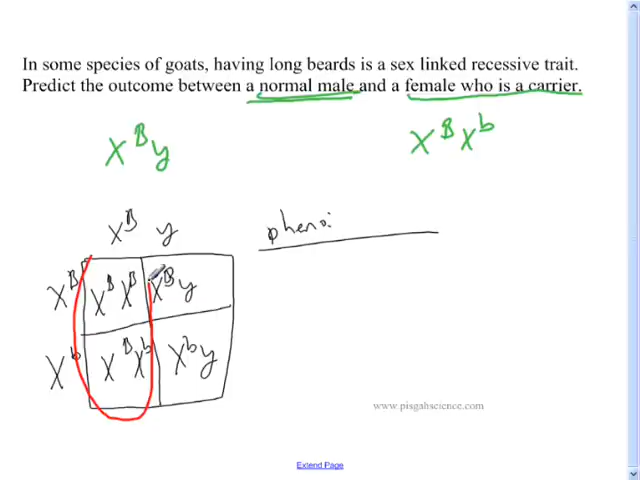 In some species of goats, having long beards is a sex linked recessive trait.
Predict the outcome between a normal male and a female who is a carrier.
X^B y
X^B X^b
X^B y
pheno:
X^B X^B X^B X^B y
X^b X^B X^b X^b y
www.pisgahscience.com
Extend Page